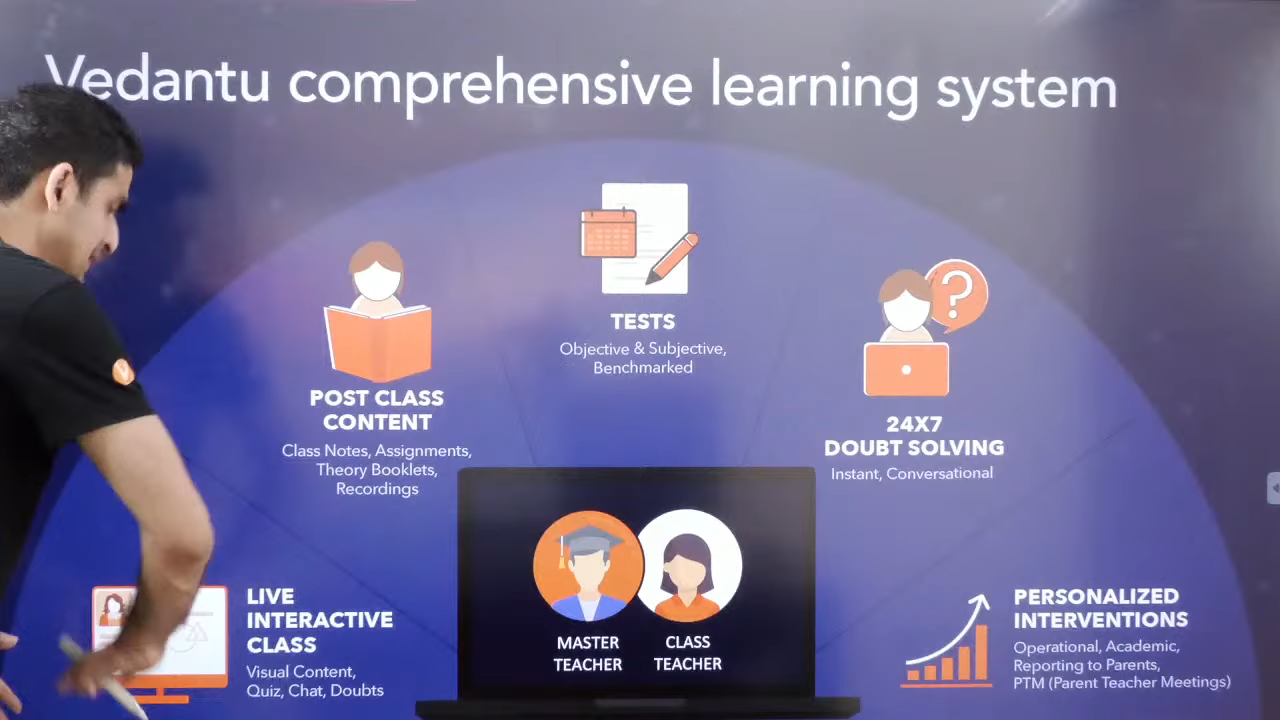 Vedantu comprehensive learning system
TESTS
Objective & Subjective,
Benchmarked
POST CLASS
CONTENT
Class Notes, Assignments,
Theory Booklets,
Recordings
24X7
DOUBT SOLVING
Instant, Conversational
LIVE
INTERACTIVE
CLASS
Visual Content,
Quiz, Chat, Doubts
MASTER
TEACHER
CLASS
TEACHER
PERSONALIZED
INTERVENTIONS
Operational, Academic,
Reporting to Parents,
PTM (Parent Teacher Meetings)